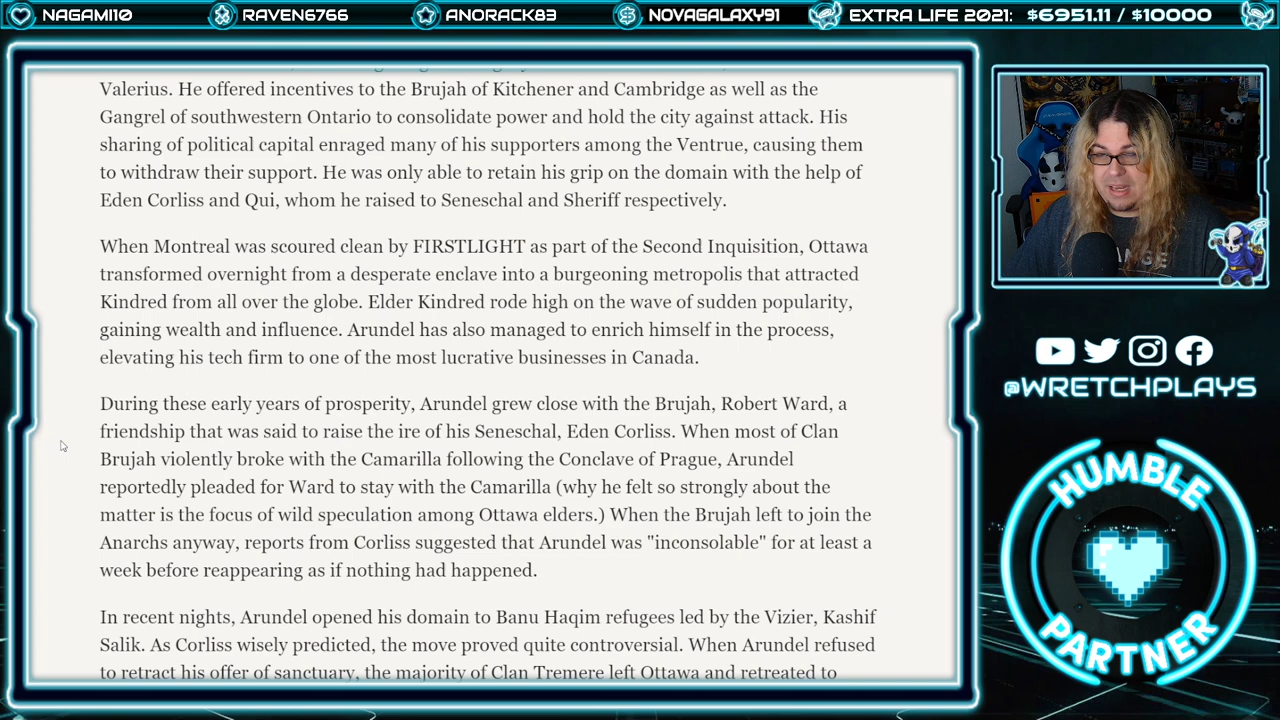 NAGAMI10
RAVEN6766
ANORACK83
NOVAGALAXY91
EXTRA LIFE 2021: $6951.11 / $10000
Valerius. He offered incentives to the Brujah of Kitchener and Cambridge as well as the
Gangrel of southwestern Ontario to consolidate power and hold the city against attack. His
sharing of political capital enraged many of his supporters among the Ventrue, causing them
to withdraw their support. He was only able to retain his grip on the domain with the help of
Eden Corliss and Qui, whom he raised to Seneschal and Sheriff respectively.
When Montreal was scoured clean by FIRSTLIGHT as part of the Second Inquisition, Ottawa
transformed overnight from a desperate enclave into a burgeoning metropolis that attracted
Kindred from all over the globe. Elder Kindred rode high on the wave of sudden popularity,
gaining wealth and influence. Arundel has also managed to enrich himself in the process,
elevating his tech firm to one of the most lucrative businesses in Canada.
During these early years of prosperity, Arundel grew close with the Brujah, Robert Ward, a
friendship that was said to raise the ire of his Seneschal, Eden Corliss. When most of Clan
Brujah violently broke with the Camarilla following the Conclave of Prague, Arundel
reportedly pleaded for Ward to stay with the Camarilla (why he felt so strongly about the
matter is the focus of wild speculation among Ottawa elders.) When the Brujah left to join the
Anarchs anyway, reports from Corliss suggested that Arundel was "inconsolable" for at least a
week before reappearing as if nothing had happened.
In recent nights, Arundel opened his domain to Banu Haqim refugees led by the Vizier, Kashif
Salik. As Corliss wisely predicted, the move proved quite controversial. When Arundel refused
to retract his offer of sanctuary, the majority of Clan Tremere left Ottawa and retreated to
@WRETCHPLAYS
HUMBLE
PARTNER